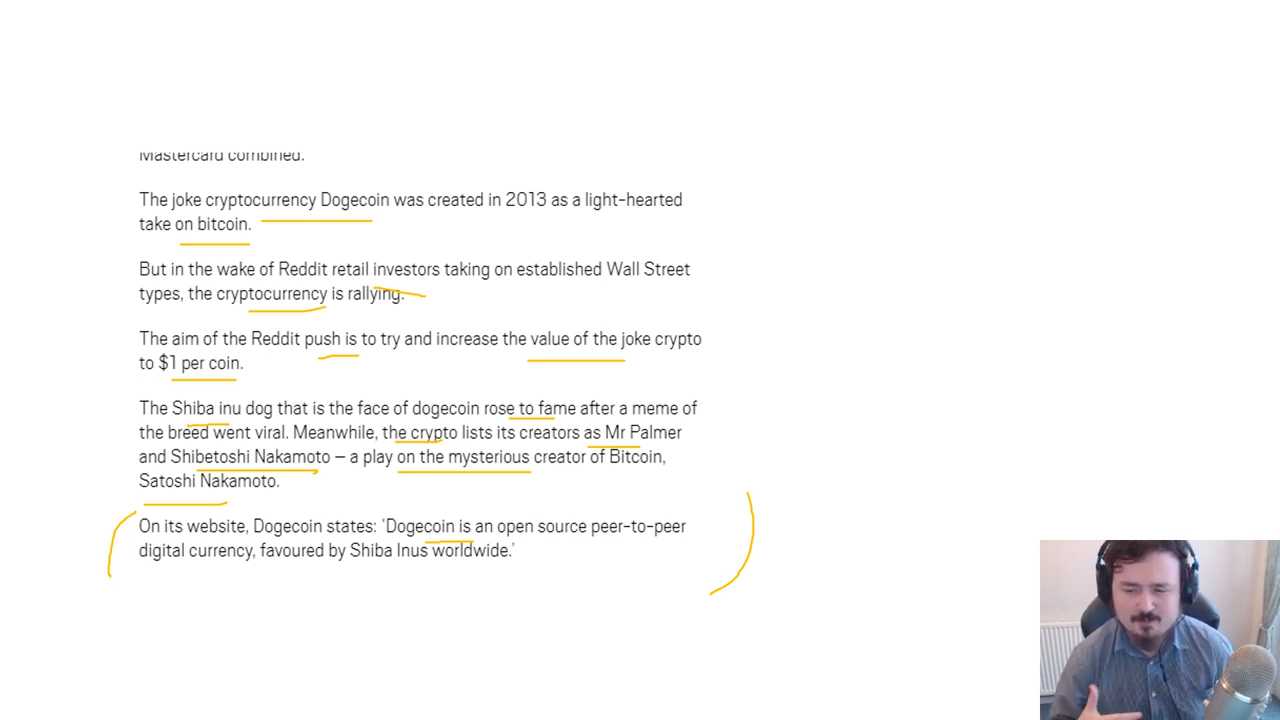 Mastercard combined.
The joke cryptocurrency Dogecoin was created in 2013 as a light-hearted
take on bitcoin.
But in the wake of Reddit retail investors taking on established Wall Street
types, the cryptocurrency is rallying.
The aim of the Reddit push is to try and increase the value of the joke crypto
to $1 per coin.
The Shiba inu dog that is the face of dogecoin rose to fame after a meme of
the breed went viral. Meanwhile, the crypto lists its creators as Mr Palmer
and Shibetoshi Nakamoto – a play on the mysterious creator of Bitcoin,
Satoshi Nakamoto.
On its website, Dogecoin states: ‘Dogecoin is an open source peer-to-peer
digital currency, favoured by Shiba Inus worldwide.’